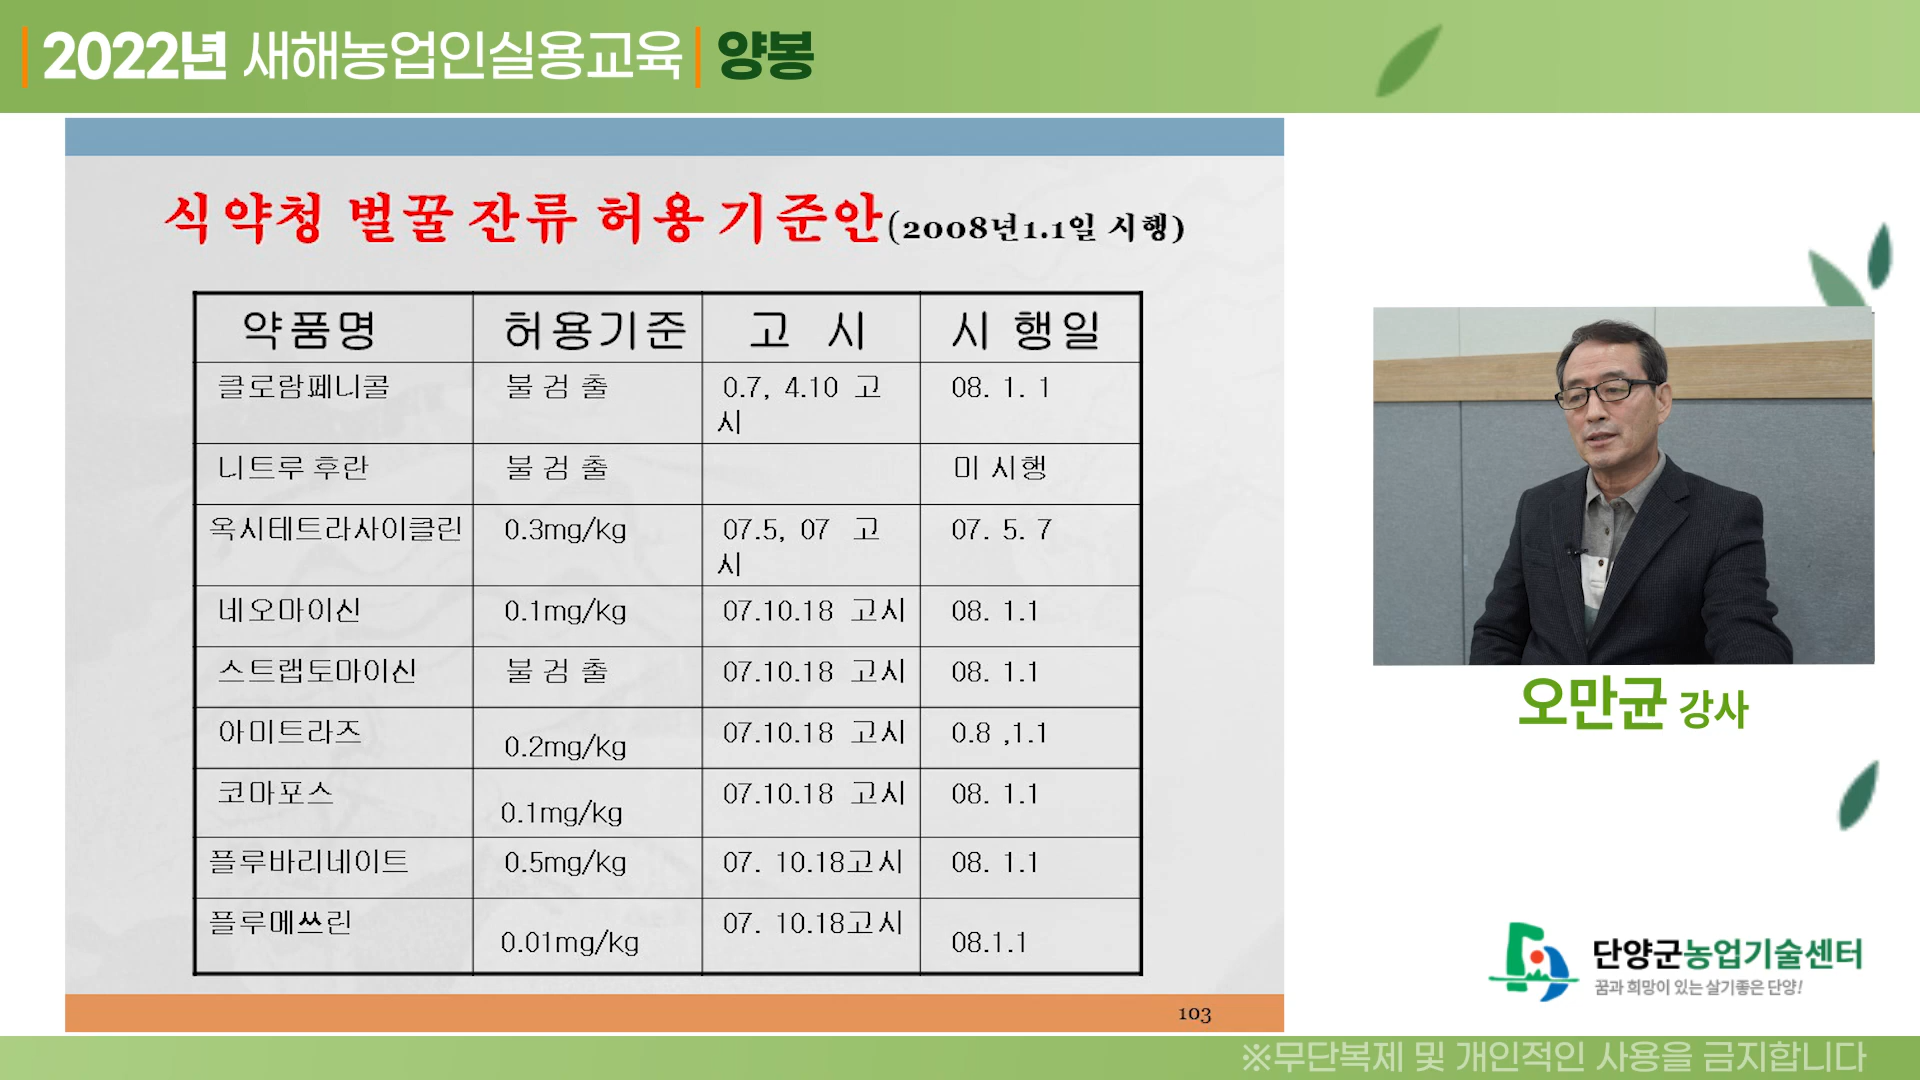 2022년 새해농업인실용교육 양봉
식약청 벌꿀 잔류 허용기준안(2008년1.1일 시행)
약품명 허용기준 고 시 시 행일
클로람페니콜 불 검 출 0.7, 4.10 고 08. 1. 1
시
니트루 후란 불 검 출 미 시행
옥시테트라사이클린 0.3mg/kg 07.5, 07 고 07. 5. 7
시
네오마이신 0.1mg/kg 07.10.18 고시 08. 1.1
스트랩토마이신 불 검 출 07.10.18 고시 08. 1.1
아미트라즈 0.2mg/kg 07.10.18 고시 0.8 ,1.1
코마포스 0.1mg/kg 07.10.18 고시 08. 1.1
플루바리네이트 0.5mg/kg 07. 10.18고시 08. 1.1
플루메쓰린 0.01mg/kg 07. 10.18고시 08.1.1
103
오만균 강사
단양군농업기술센터
꿈과 희망이 있는 살기좋은 단양!
※무단복제 및 개인적인 사용을 금지합니다